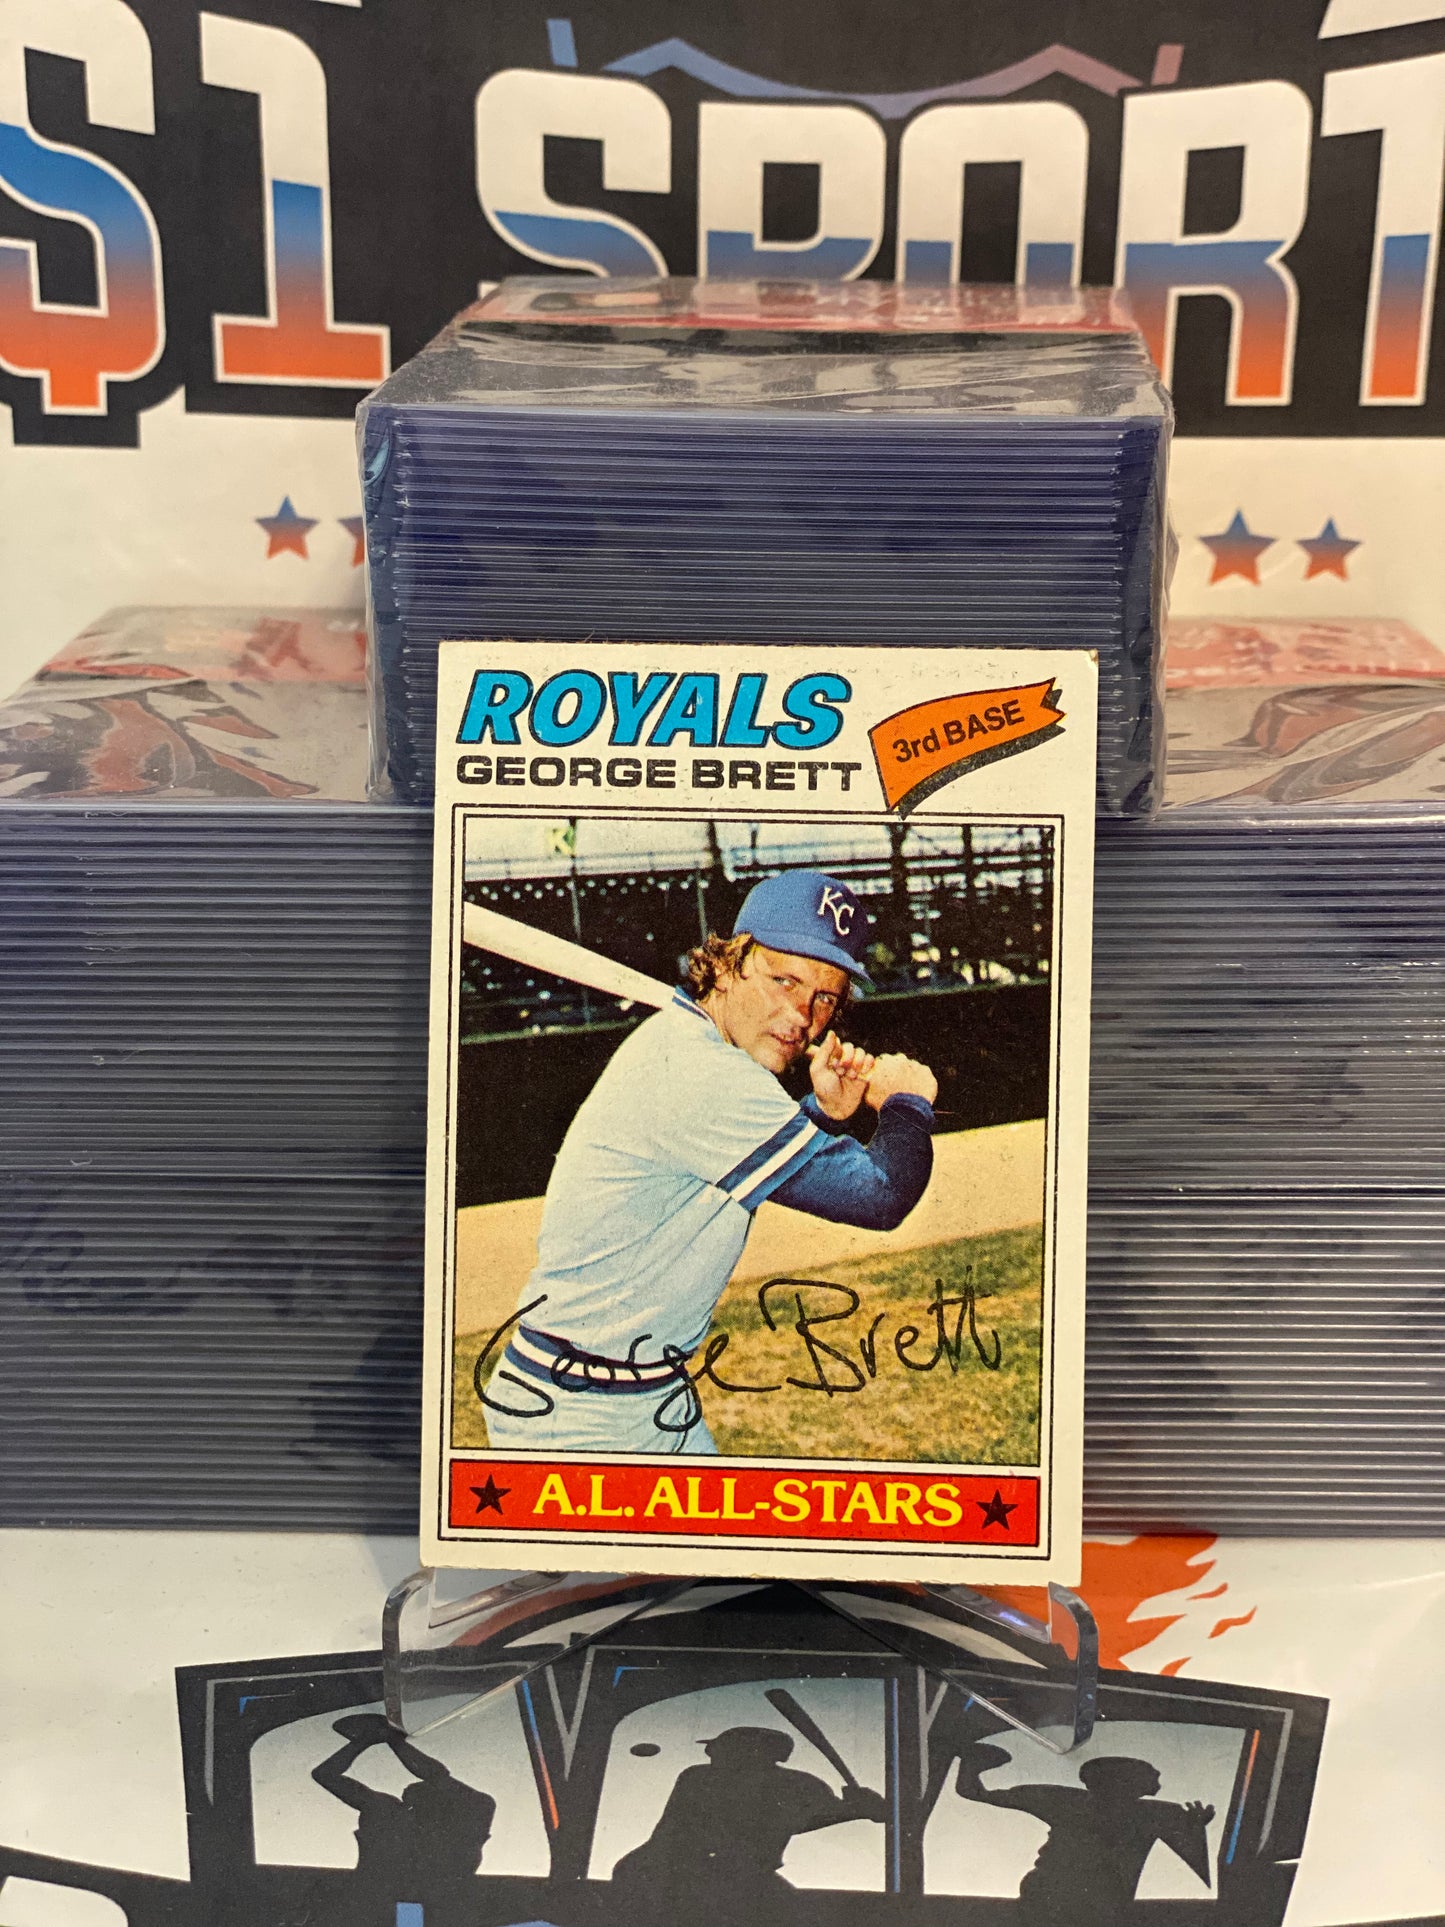 $1 SPORT
ROYALS
3rd BASE
GEORGE BRETT
KC
George Brett
★ A.L. ALL-STARS ★